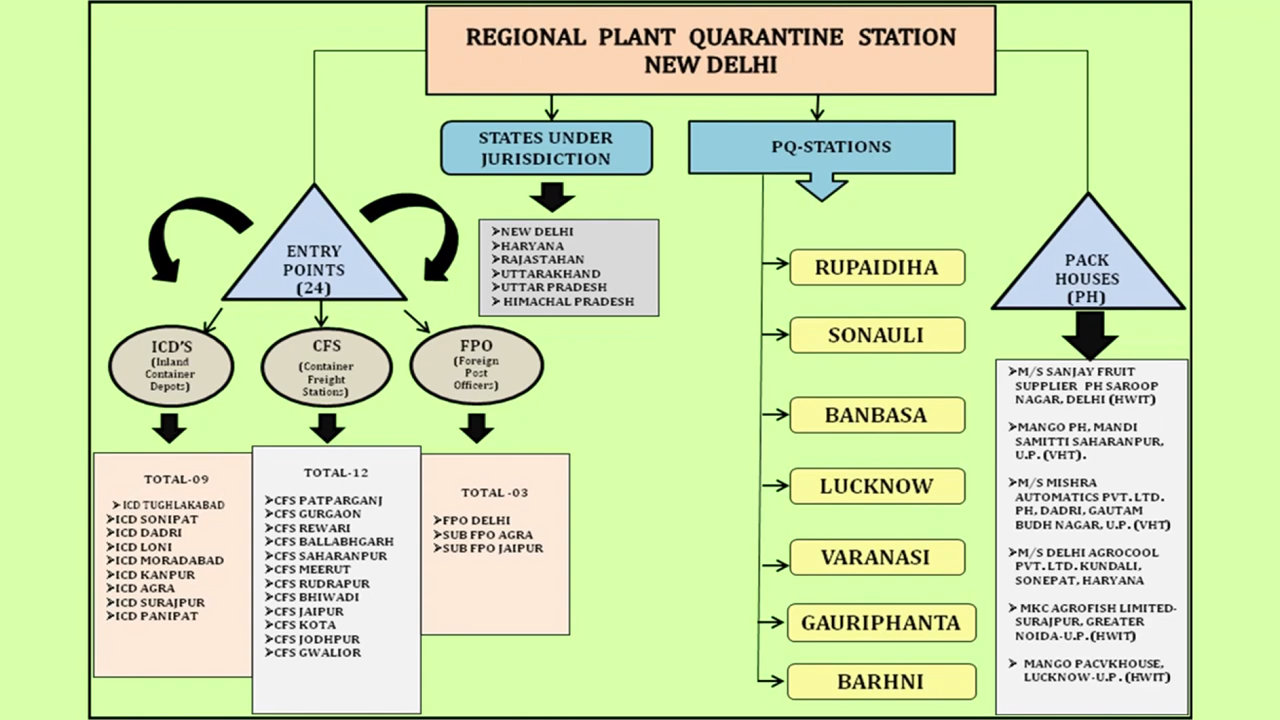 REGIONAL PLANT QUARANTINE STATION
NEW DELHI
STATES UNDER
JURISDICTION
➢NEW DELHI
➢HARYANA
➢RAJASTAHAN
➢UTTARAKHAND
➢UTTAR PRADESH
➢ HIMACHAL PRADESH
ENTRY
POINTS
(24)
ICD'S
(Inland
Container
Depots)
CFS
(Container
Freight
Stations)
FPO
(Foreign
Post
Officers)
TOTAL-09
➢ICD TUGHLAKABAD
➢ICD SONIPAT
➢ICD DADRI
➢ICD LONI
➢ICD MORADABAD
➢ICD KANPUR
➢ICD AGRA
➢ICD SURAJPUR
➢ICD PANIPAT
TOTAL-12
➢CFS PATPARGANJ
➢CFS GURGAON
➢CFS REWARI
➢CFS BALLABHGARH
➢CFS SAHARANPUR
➢CFS MEERUT
➢CFS RUDRAPUR
➢CFS BHIWADI
➢CFS JAIPUR
➢CFS KOTA
➢CFS JODHPUR
➢CFS GWALIOR
TOTAL -03
➢FPO DELHI
➢SUB FPO AGRA
➢SUB FPO JAIPUR
PQ-STATIONS
RUPAIDIHA
SONAULI
BANBASA
LUCKNOW
VARANASI
GAURIPHANTA
BARHNI
PACK
HOUSES
(PH)
➢M/S SANJAY FRUIT
SUPPLIER PH SAROOP
NAGAR, DELHI (HWIT)
➢MANGO PH, MANDI
SAMITTI SAHARANPUR,
U.P. (VHT).
➢M/S MISHRA
AUTOMATICS PVT. LTD.
PH, DADRI, GAUTAM
BUDH NAGAR, U.P. (VHT)
➢M/S DELHI AGROCOOL
PVT. LTD. KUNDALI,
SONEPAT, HARYANA
➢ MKC AGROFISH LIMITED-
SURAJPUR, GREATER
NOIDA-U.P. (HWIT)
➢ MANGO PACVKHOUSE,
LUCKNOW-U.P. (HWIT)